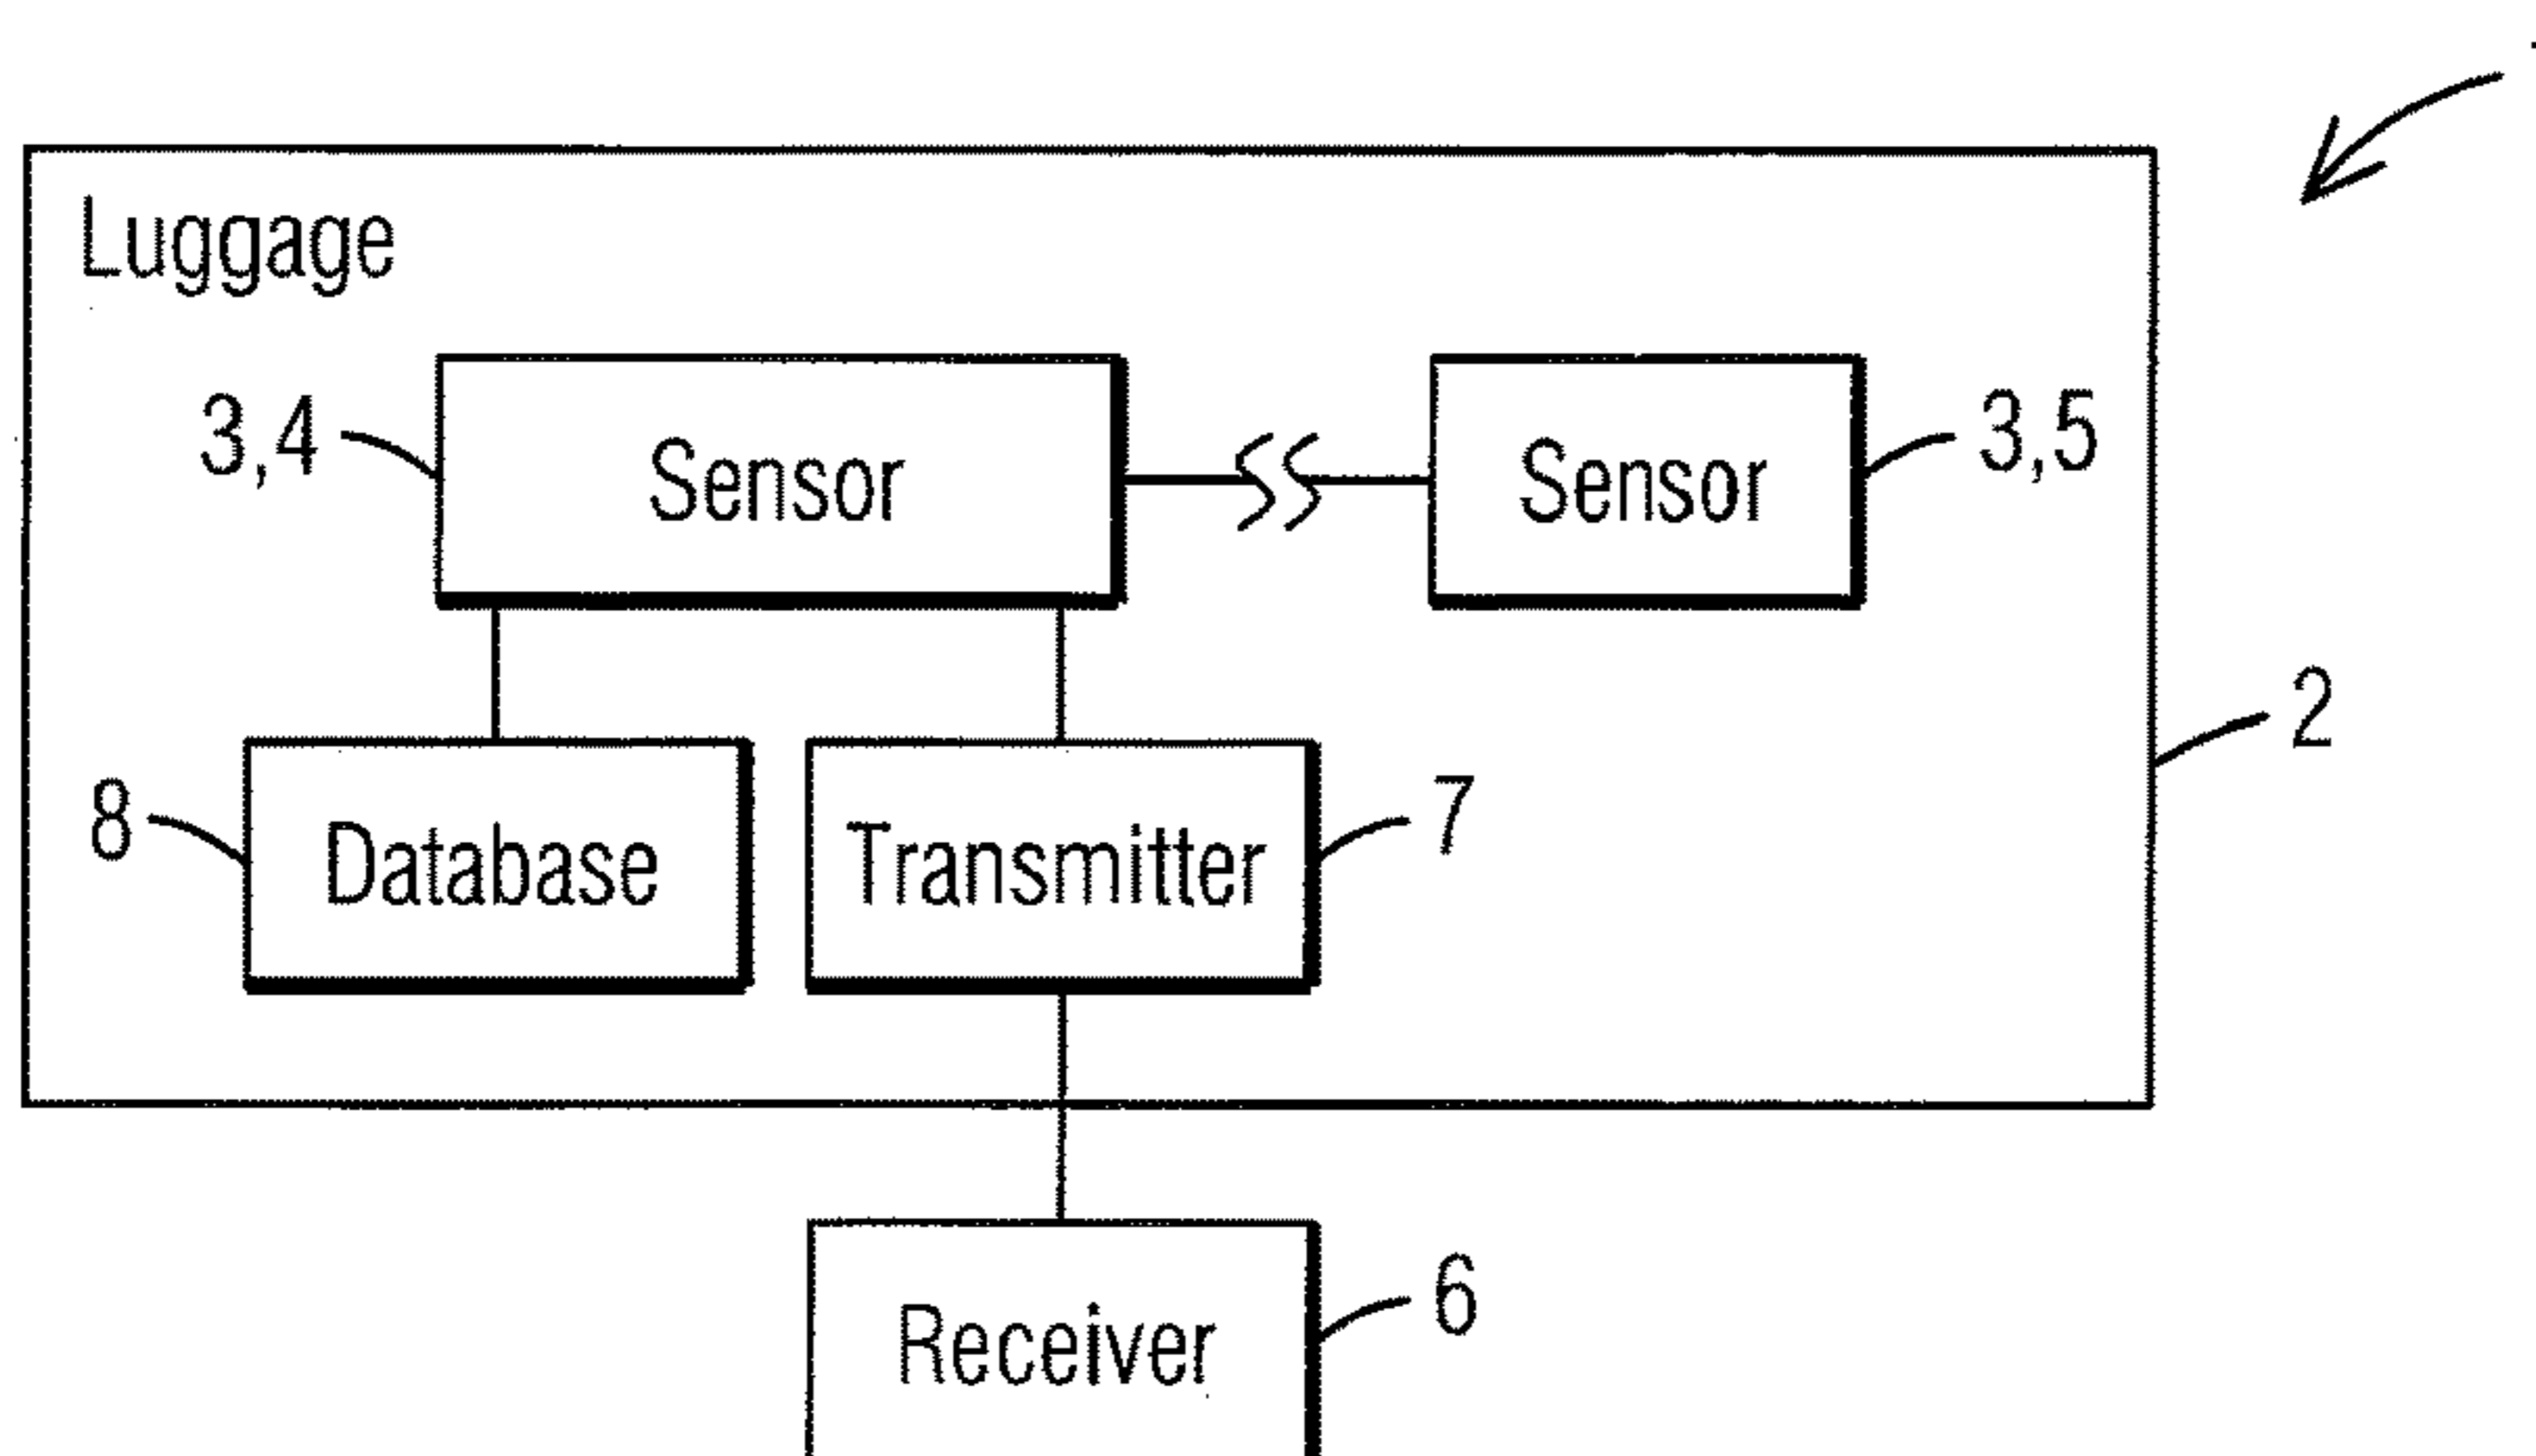 Luggage
3,4
Sensor
Sensor
3,5
2
8
Database
Transmitter
7
Receiver
6